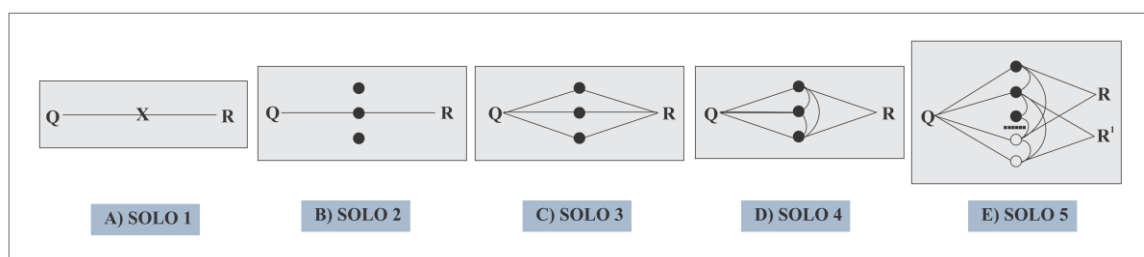 Q X R
Q R
Q R
Q R
Q R
R¹
A) SOLO 1
B) SOLO 2
C) SOLO 3
D) SOLO 4
E) SOLO 5